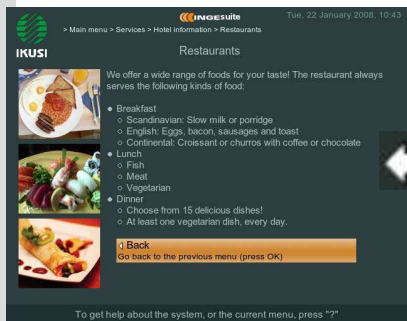 INGEsuite
Tue, 22 January 2008, 10:43
> Main menu > Services > Hotel information > Restaurants
IKUSI
Restaurants
We offer a wide range of foods for your taste! The restaurant always
serves the following kinds of food:
Breakfast
Scandinavian: Slow milk or porridge
English: Eggs, bacon, sausages and toast
Continental: Croissant or churros with coffee or chocolate
Lunch
Fish
Meat
Vegetarian
Dinner
Choose from 15 delicious dishes!
At least one vegetarian dish, every day.
Back
Go back to the previous menu (press OK)
To get help about the system, or the current menu, press "?"